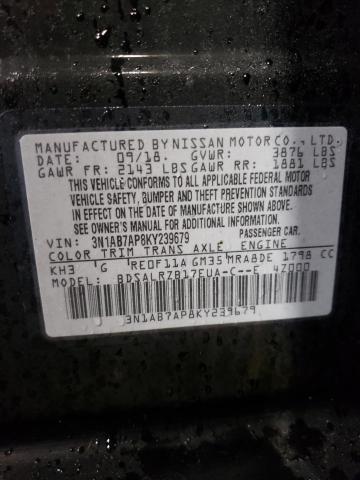 MANUFACTURED BY NISSAN MOTOR CO., LTD.
DATE: 09/18 GVWR: 3876 LBS
GAWR FR: 2143 LBS GAWR RR: 1881 LBS
THIS VEHICLE CONFORMS TO ALL APPLICABLE FEDERAL MOTOR
VEHICLE SAFETY, BUMPER AND THEFT PREVENTION STANDARDS
IN EFFECT ON THE DATE OF MANUFACTURE SHOWN ABOVE.
SEE OWNER'S MANUAL FOR ADDITIONAL INFORMATION.
VIN: 3N1AB7AP8KY239679 PASSENGER CAR
COLOR TRIM TRANS AXLE ENGINE
KH3 G RE0F11A GM35 MRA8DE 1798 CC
MODEL: BDSALRZB17EUA-C--E 4Z000
3N1AB7AP8KY239679